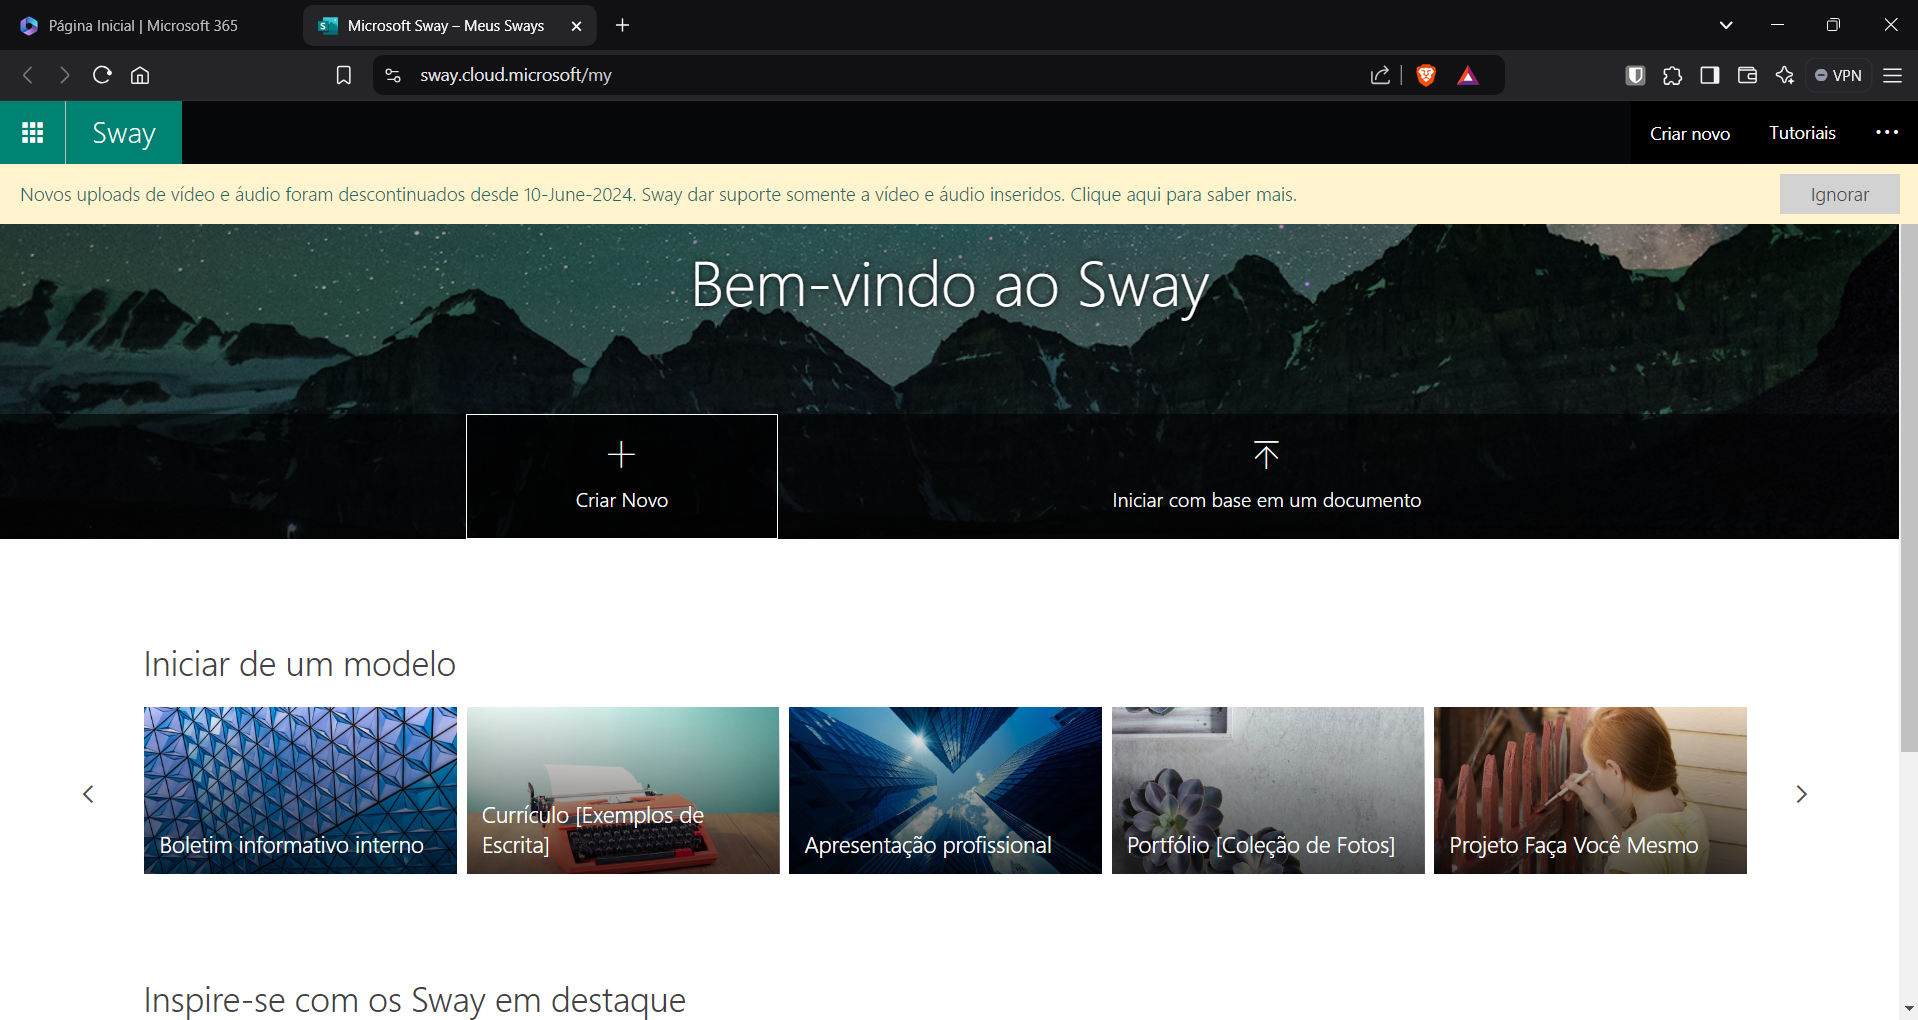 Página Inicial | Microsoft 365
Microsoft Sway – Meus Sways
sway.cloud.microsoft/my
VPN
Sway
Criar novo
Tutoriais
Novos uploads de vídeo e áudio foram descontinuados desde 10-June-2024. Sway dar suporte somente a vídeo e áudio inseridos. Clique aqui para saber mais.
Ignorar
Bem-vindo ao Sway
Criar Novo
Iniciar com base em um documento
Iniciar de um modelo
Boletim informativo interno
Currículo [Exemplos de
Escrita]
Apresentação profissional
Portfólio [Coleção de Fotos]
Projeto Faça Você Mesmo
Inspire-se com os Sway em destaque